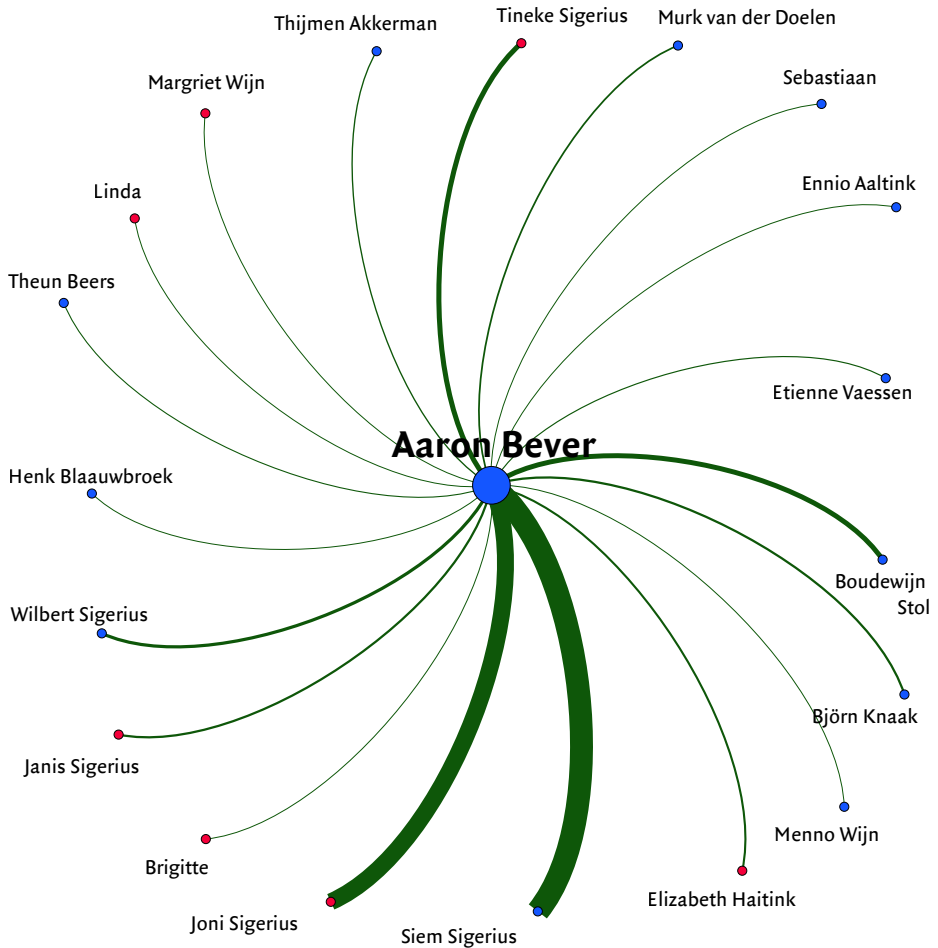 Tineke Sigerius
Murk van der Doelen
Thijmen Akkerman
Sebastiaan
Margriet Wijn
Ennio Aaltink
Linda
Theun Beers
Etienne Vaessen
Aaron Bever
Henk Blaauwbroek
Boudewijn
Stol
Wilbert Sigerius
Björn Knaak
Janis Sigerius
Menno Wijn
Brigitte
Elizabeth Haitink
Joni Sigerius
Siem Sigerius